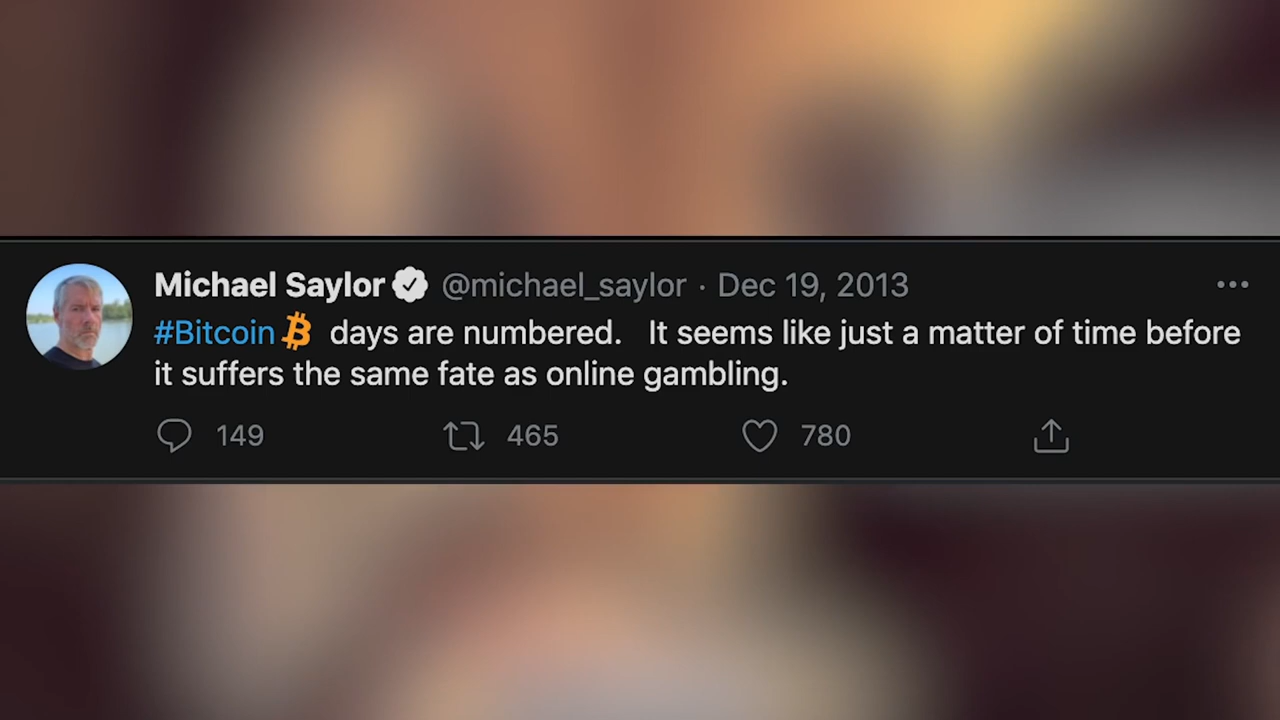 Michael Saylor @michael_saylor · Dec 19, 2013
#Bitcoin days are numbered. It seems like just a matter of time before
it suffers the same fate as online gambling.
149 465 780